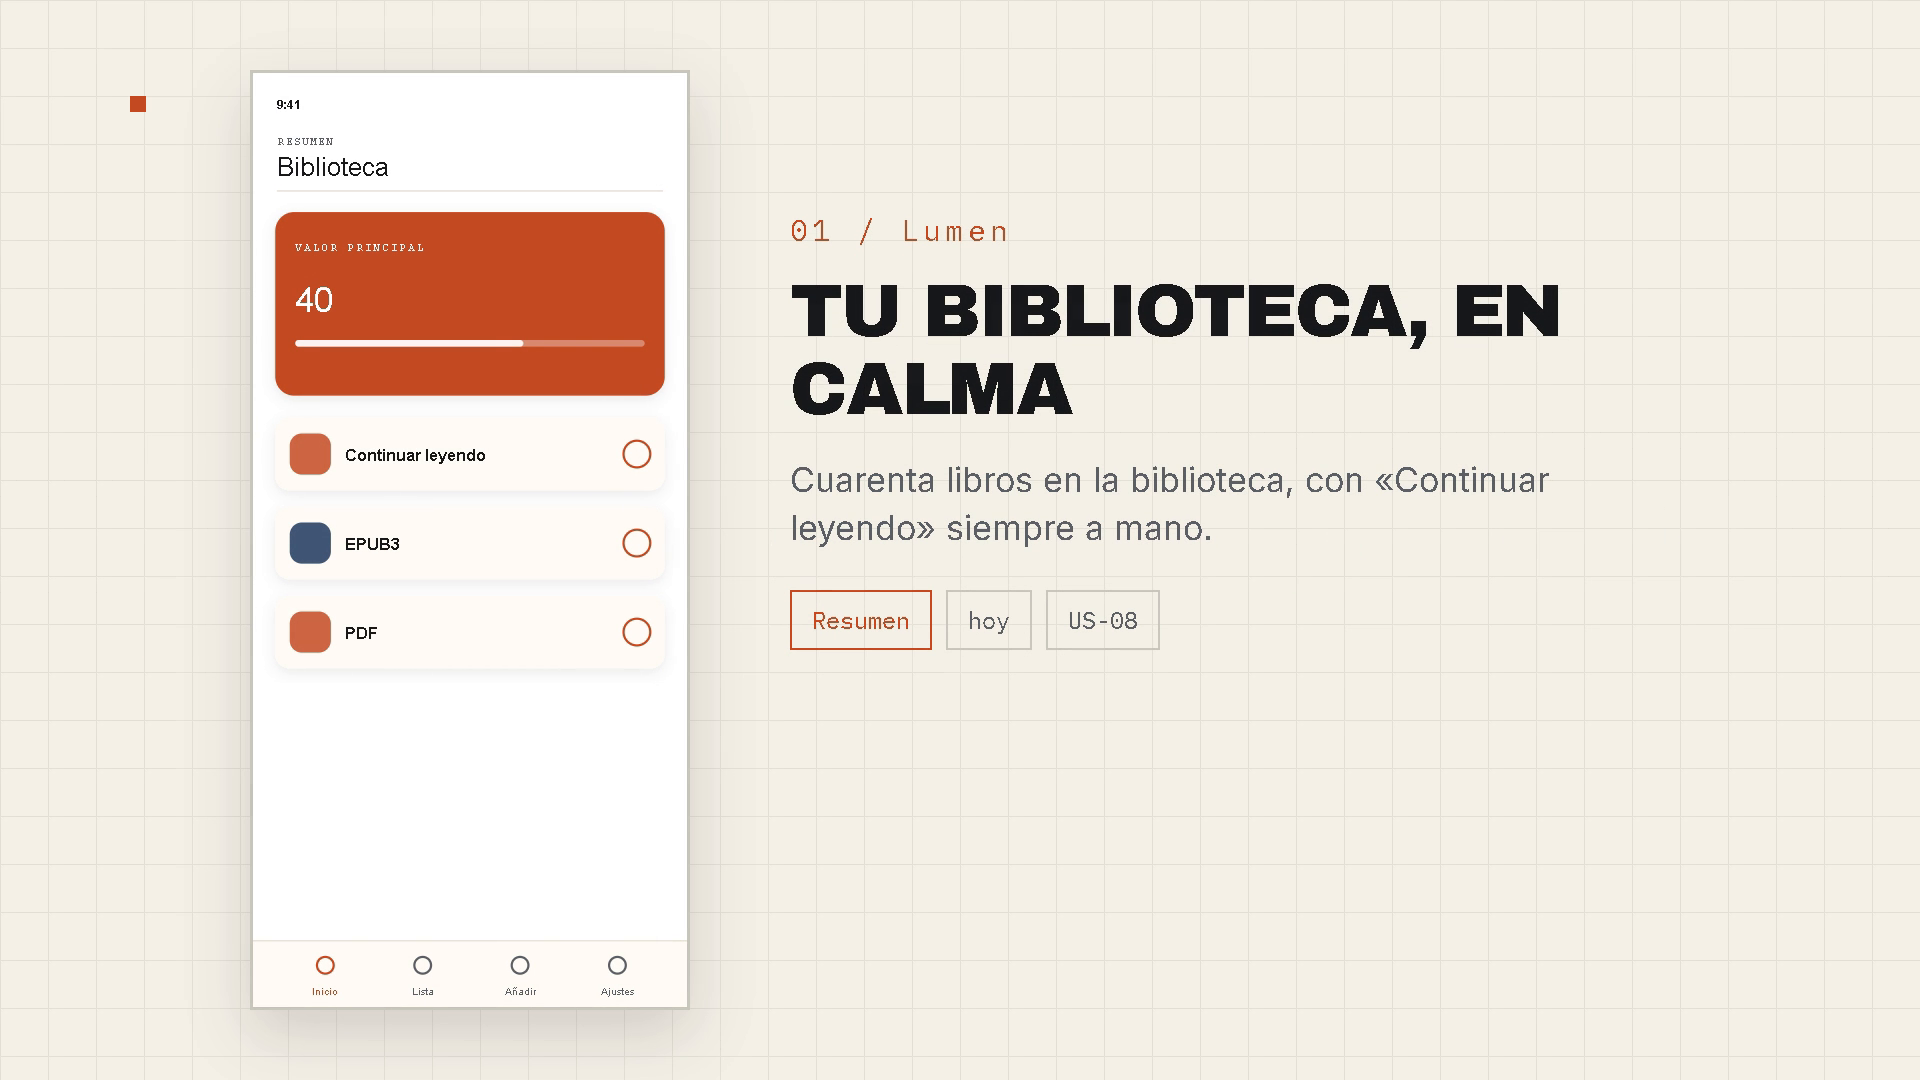 9:41
RESUMEN
Biblioteca
VALOR PRINCIPAL
40
Continuar leyendo
EPUB3
PDF
Inicio
Lista
Añadir
Ajustes
01 / Lumen
TU BIBLIOTECA, EN
CALMA
Cuarenta libros en la biblioteca, con «Continuar
leyendo» siempre a mano.
Resumen
hoy
US-08